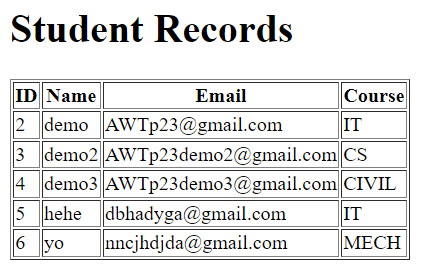 Student Records
ID Name Email Course
2 demo AWTp23@gmail.com IT
3 demo2 AWTp23demo2@gmail.com CS
4 demo3 AWTp23demo3@gmail.com CIVIL
5 hehe dbhadyga@gmail.com IT
6 yo nncjhdjda@gmail.com MECH